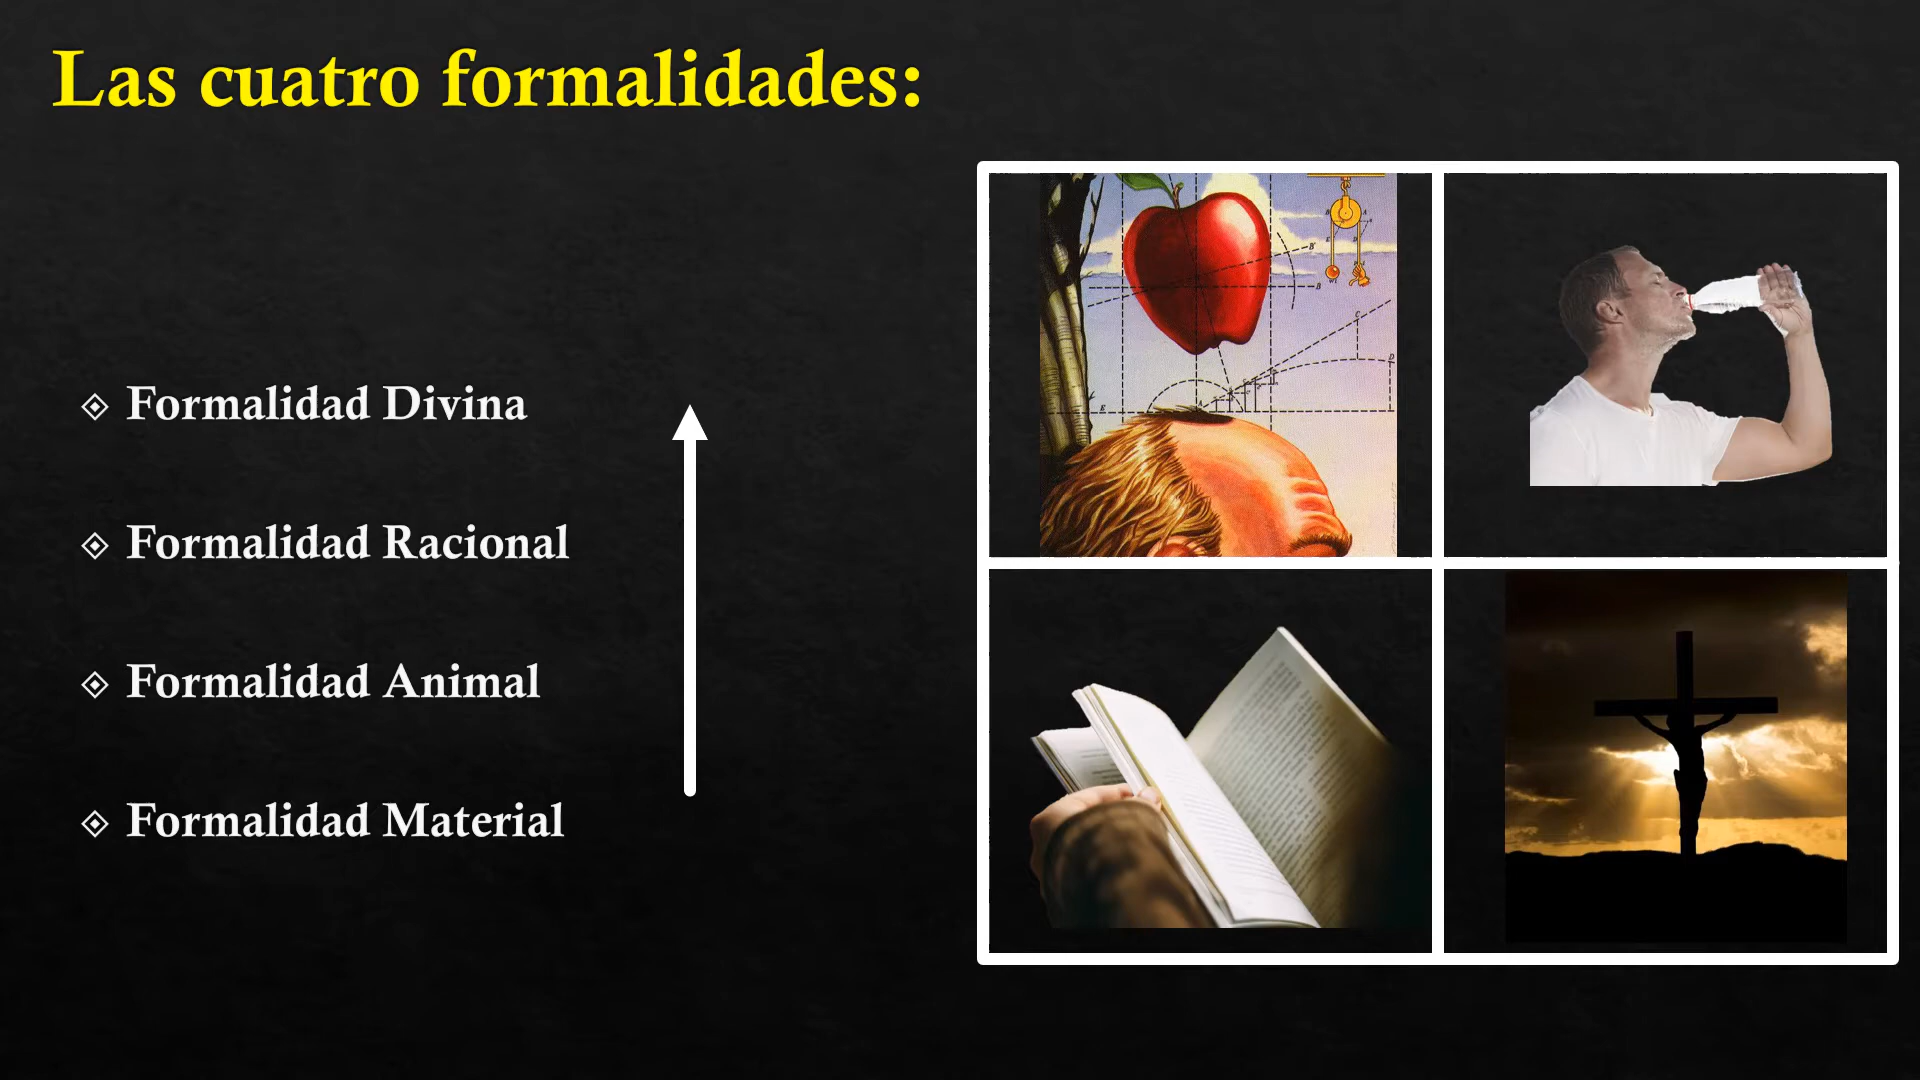 Las cuatro formalidades:
Formalidad Divina
Formalidad Racional
Formalidad Animal
Formalidad Material